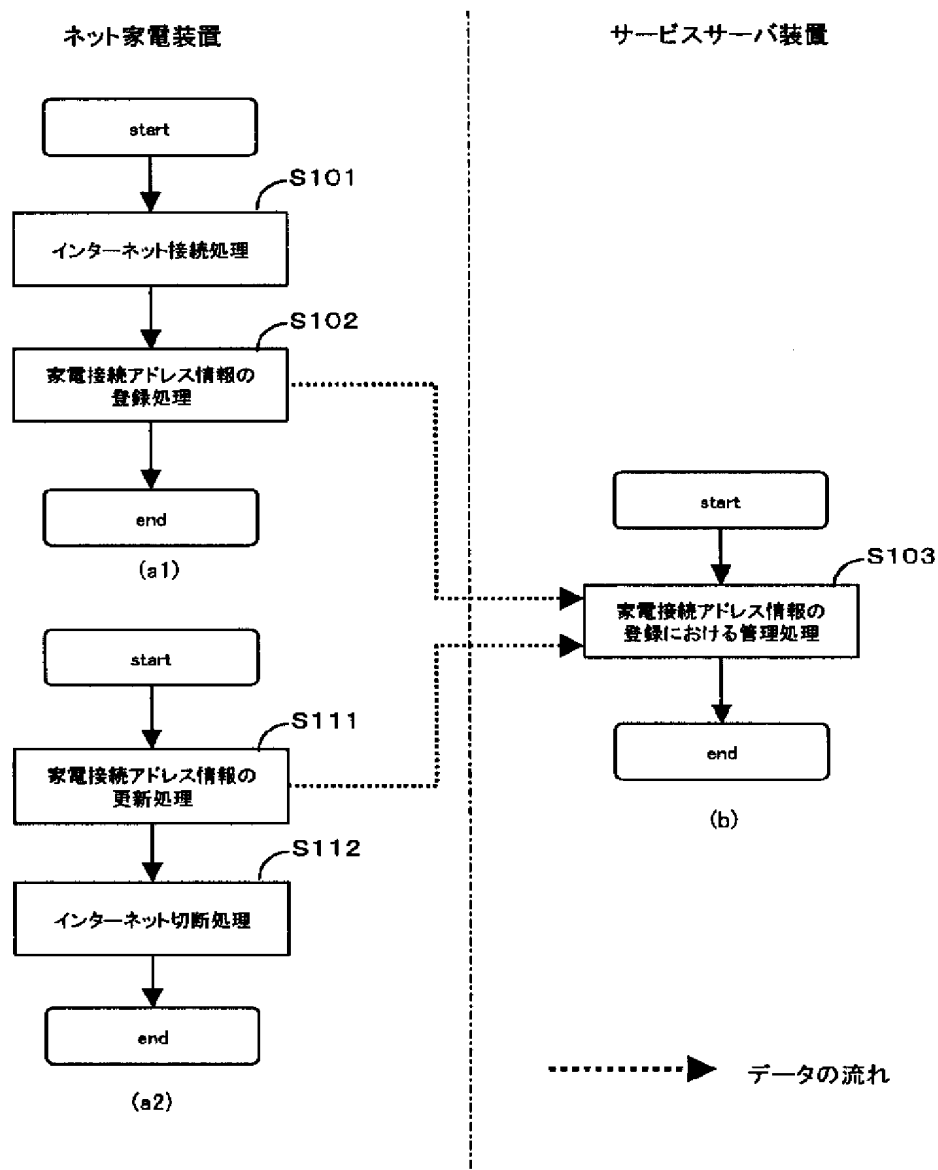 ネット家電装置
サービスサーバ装置
start
S101
インターネット接続処理
S102
家電接続アドレス情報の
登録処理
end
(a1)
start
S111
家電接続アドレス情報の
更新処理
S112
インターネット切断処理
end
(a2)
start
S103
家電接続アドレス情報の
登録における管理処理
end
(b)
データの流れ